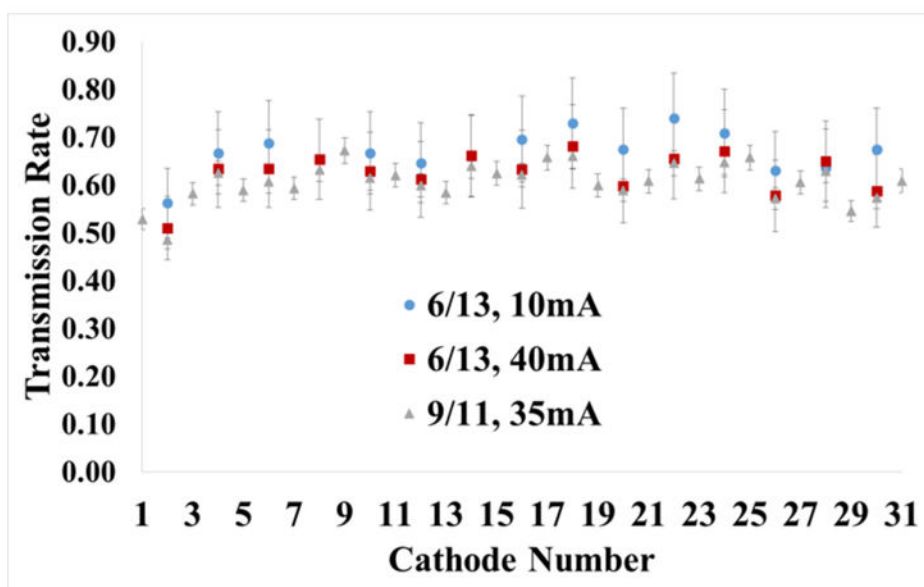 0.90
0.80
0.70
0.60
0.50
0.40
0.30
0.20
0.10
0.00
Transmission Rate
6/13, 10mA
6/13, 40mA
9/11, 35mA
1 3 5 7 9 11 13 15 17 19 21 23 25 27 29 31
Cathode Number